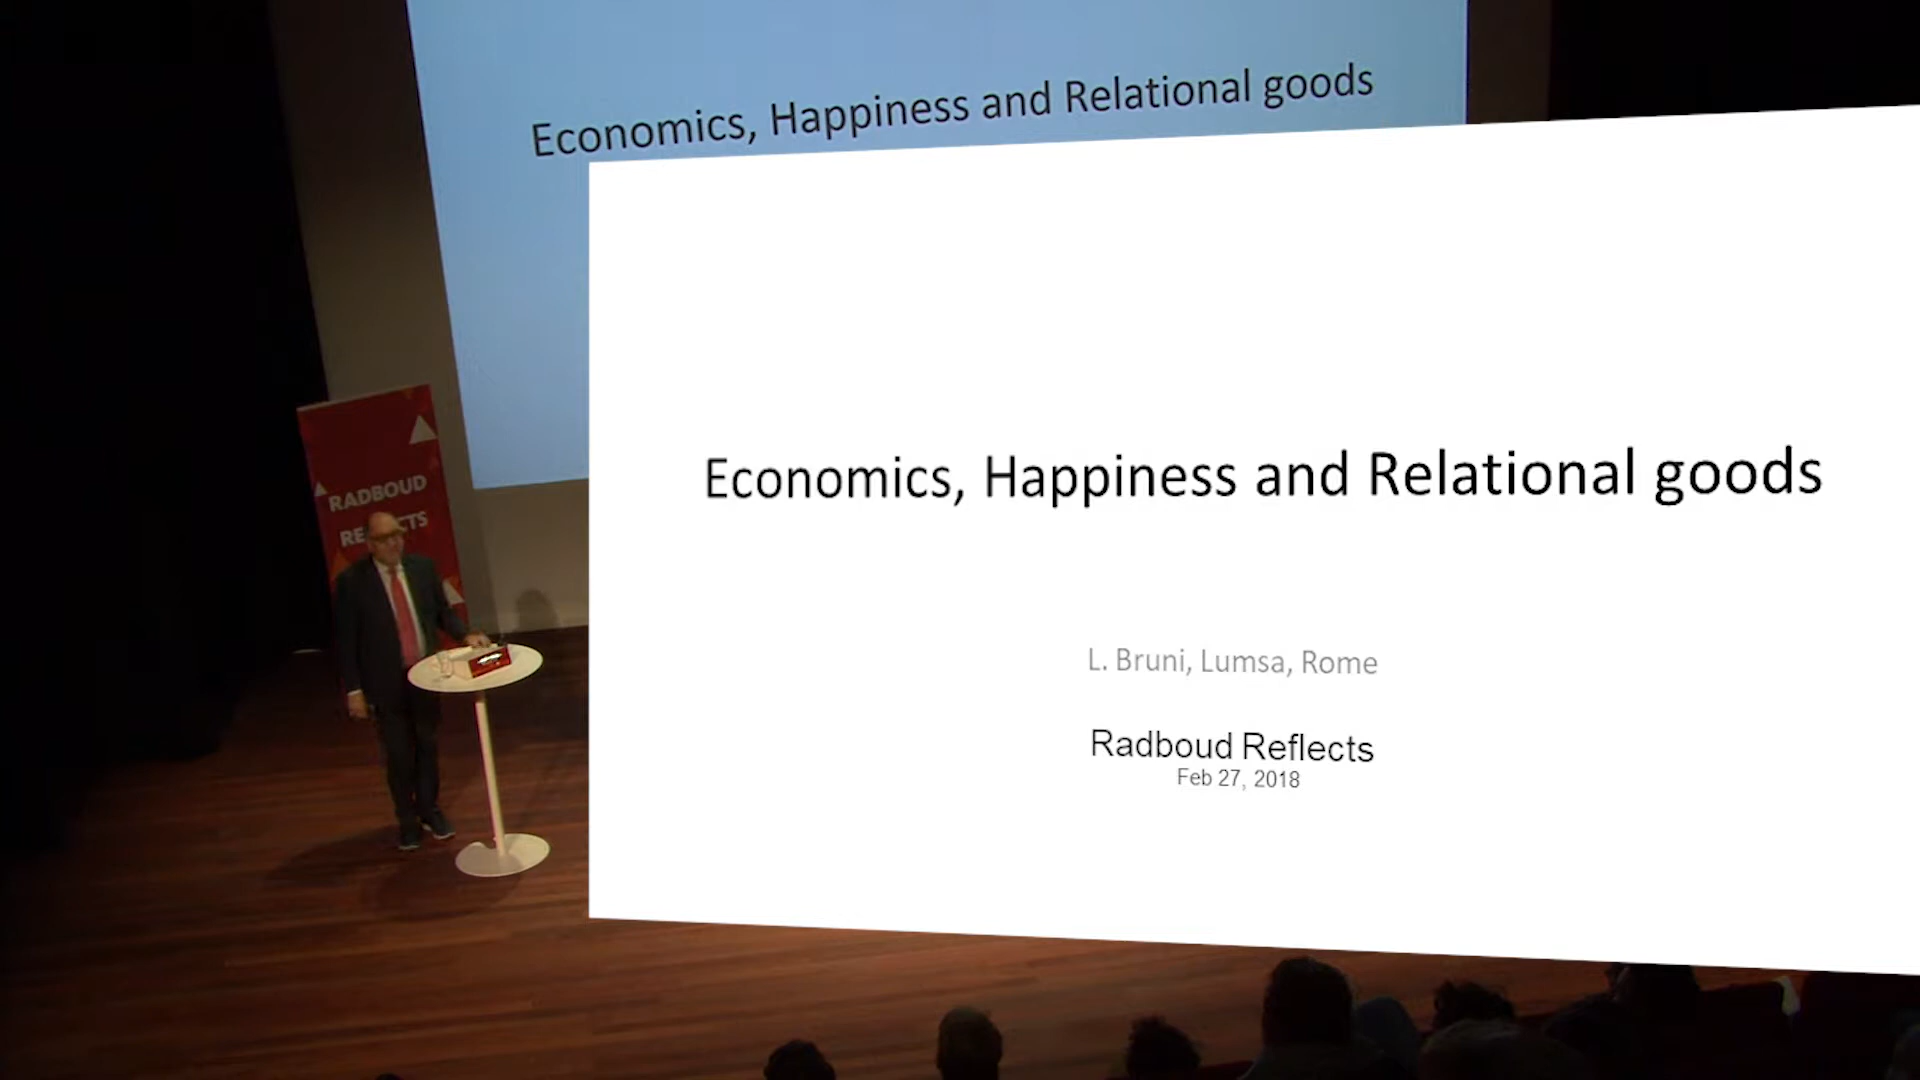 Economics, Happiness and Relational goods
Economics, Happiness and Relational goods
L. Bruni, Lumsa, Rome
Radboud Reflects
Feb 27, 2018
RADBOUD